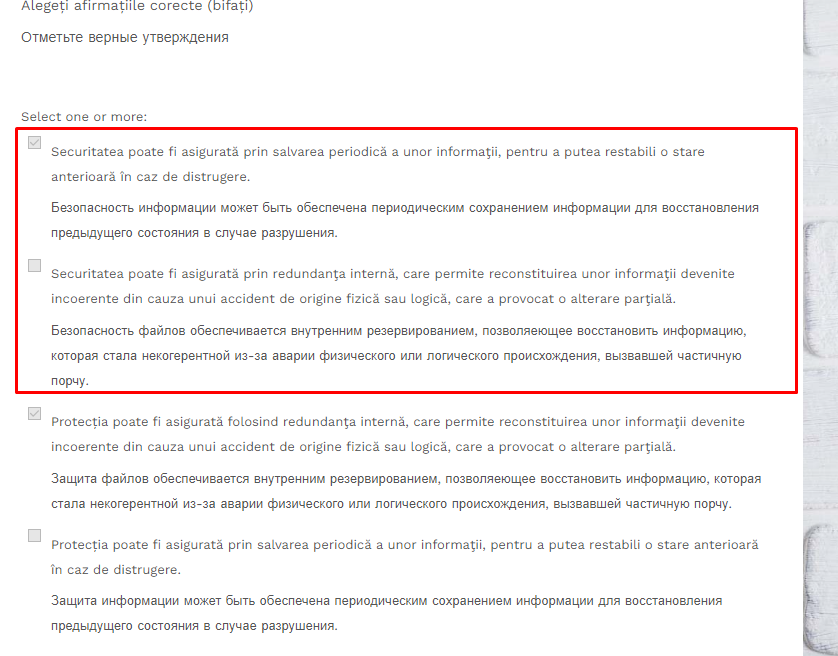 Alegeți afirmațiile corecte (bifați)
Отметьте верные утверждения
Select one or more:
Securitatea poate fi asigurată prin salvarea periodică a unor informaţii, pentru a putea restabili o stare
anterioară în caz de distrugere.
Безопасность информации может быть обеспечена периодическим сохранением информации для восстановления
предыдущего состояния в случае разрушения.
Securitatea poate fi asigurată prin redundanţa internă, care permite reconstituirea unor informaţii devenite
incoerente din cauza unui accident de origine fizică sau logică, care a provocat o alterare parţială.
Безопасность файлов обеспечивается внутренним резервированием, позволяеющее восстановить информацию,
которая стала некогерентной из-за аварии физического или логического происхождения, вызвавшей частичную
порчу.
Protecția poate fi asigurată folosind redundanţa internă, care permite reconstituirea unor informaţii devenite
incoerente din cauza unui accident de origine fizică sau logică, care a provocat o alterare parţială.
Защита файлов обеспечивается внутренним резервированием, позволяеющее восстановить информацию, которая
стала некогерентной из-за аварии физического или логического происхождения, вызвавшей частичную порчу.
Protecția poate fi asigurată prin salvarea periodică a unor informaţii, pentru a putea restabili o stare anterioară
în caz de distrugere.
Защита информации может быть обеспечена периодическим сохранением информации для восстановления
предыдущего состояния в случае разрушения.